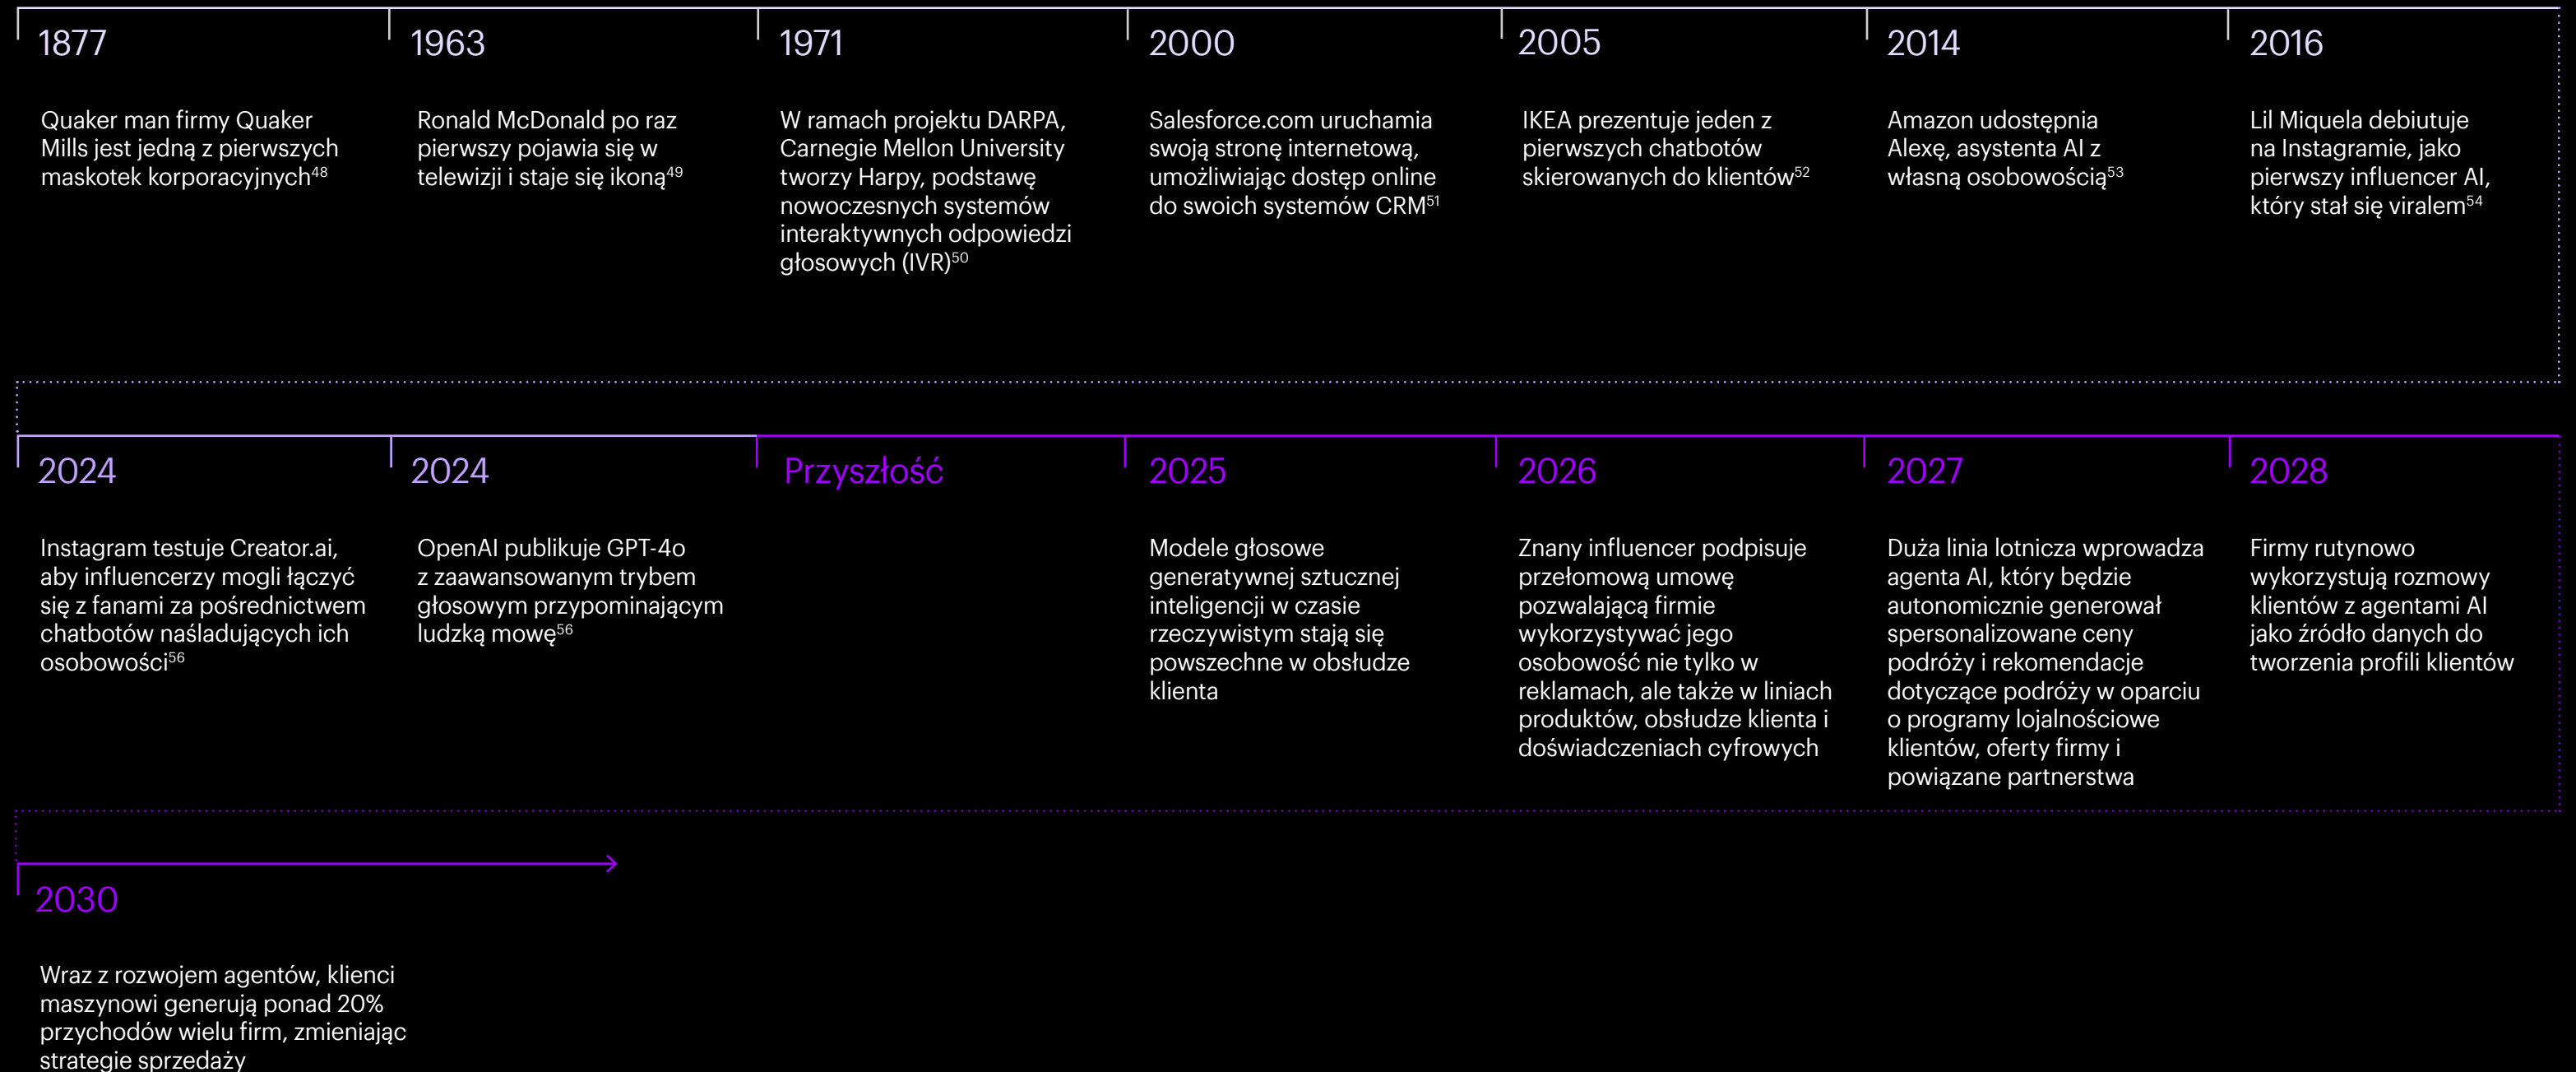 1877
Quaker man firmy Quaker
Mills jest jedną z pierwszych
maskotek korporacyjnych48
1963
Ronald McDonald po raz
pierwszy pojawia się w
telewizji i staje się ikoną49
1971
W ramach projektu DARPA,
Carnegie Mellon University
tworzy Harpy, podstawę
nowoczesnych systemów
interaktywnych odpowiedzi
głosowych (IVR)50
2000
Salesforce.com uruchamia
swoją stronę internetową,
umożliwiając dostęp online
do swoich systemów CRM51
2005
IKEA prezentuje jeden z
pierwszych chatbotów
skierowanych do klientów52
2014
Amazon udostępnia
Alexę, asystenta AI z
własną osobowością53
2016
Lil Miquela debiutuje
na Instagramie, jako
pierwszy influencer AI,
który stał się viralem54
2024
Instagram testuje Creator.ai,
aby influencerzy mogli łączyć
się z fanami za pośrednictwem
chatbotów naśladujących ich
osobowości56
2024
OpenAI publikuje GPT-4o
z zaawansowanym trybem
głosowym przypominającym
ludzką mowę56
Przyszłość
2025
Modele głosowe
generatywnej sztucznej
inteligencji w czasie
rzeczywistym stają się
powszechne w obsłudze
klienta
2026
Znany influencer podpisuje
przełomową umowę
pozwalającą firmie
wykorzystywać jego
osobowość nie tylko w
reklamach, ale także w liniach
produktów, obsłudze klienta i
doświadczeniach cyfrowych
2027
Duża linia lotnicza wprowadza
agenta AI, który będzie
autonomicznie generował
spersonalizowane ceny
podróży i rekomendacje
dotyczące podróży w oparciu
o programy lojalnościowe
klientów, oferty firmy i
powiązane partnerstwa
2028
Firmy rutynowo
wykorzystują rozmowy
klientów z agentami AI
jako źródło danych do
tworzenia profili klientów
2030
Wraz z rozwojem agentów, klienci
maszynowi generują ponad 20%
przychodów wielu firm, zmieniając
strategie sprzedaży